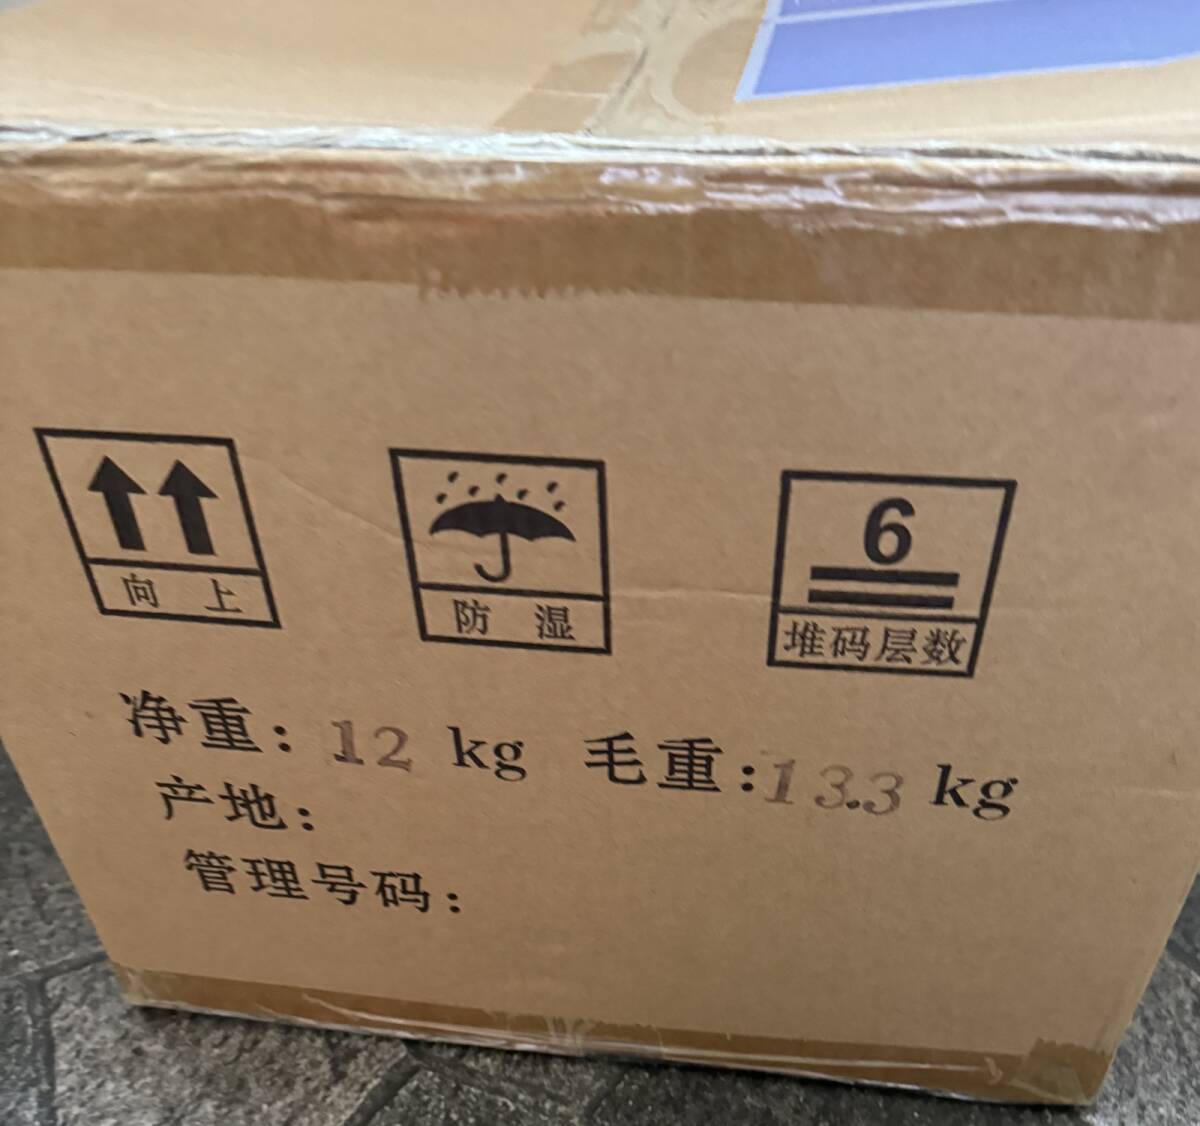 向 上
防 湿
6
堆码层数
净重: 12 kg 毛重:13.3 kg
产地:
管理号码: